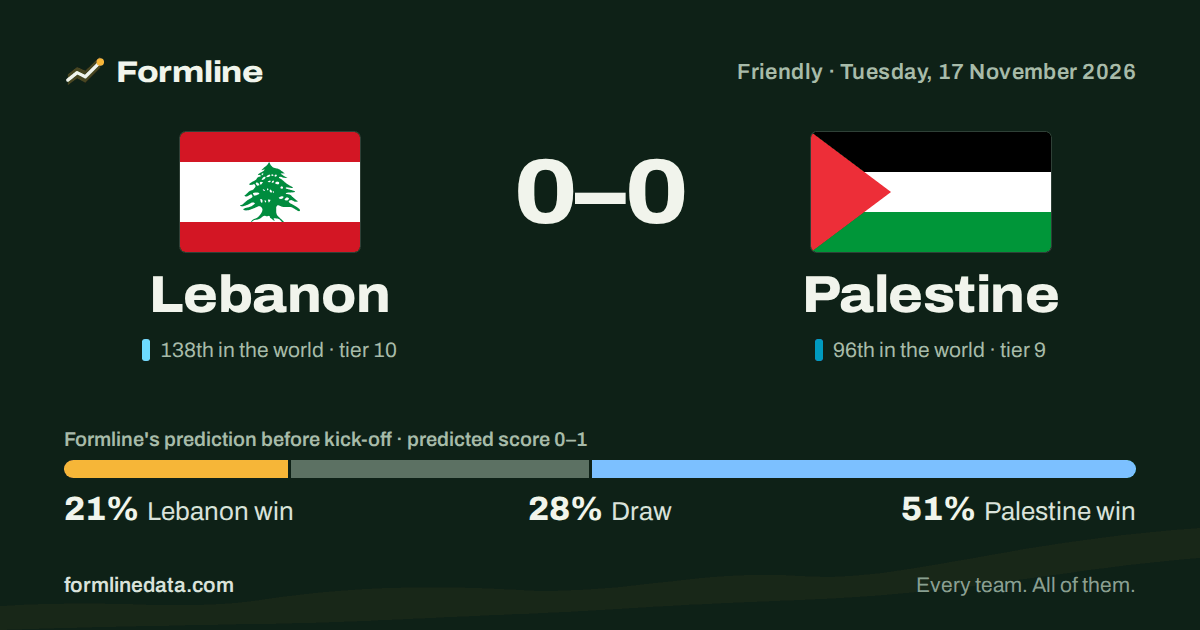 Formline
Friendly · Tuesday, 17 November 2026
0–0
Lebanon
Palestine
138th in the world · tier 10
96th in the world · tier 9
Formline's prediction before kick-off · predicted score 0–1
21% Lebanon win
28% Draw
51% Palestine win
formlinedata.com
Every team. All of them.